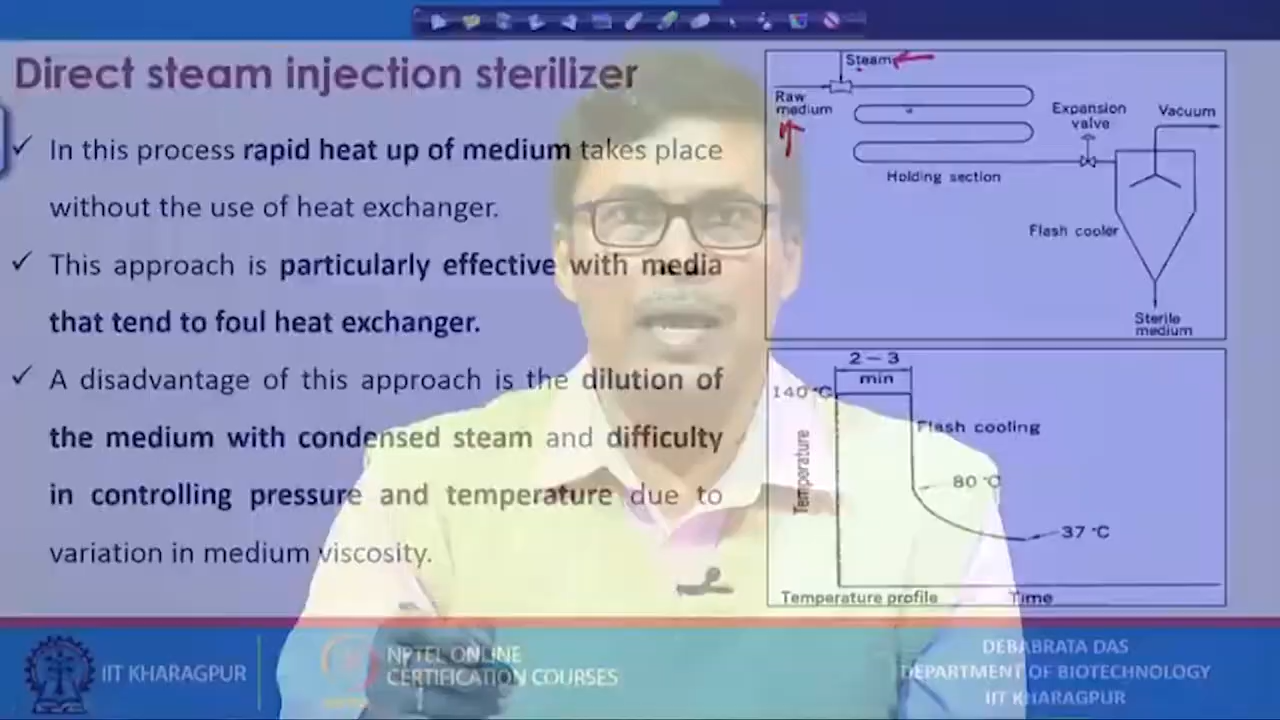 Direct steam injection sterilizer
✓ In this process rapid heat up of medium takes place
without the use of heat exchanger.
✓ This approach is particularly effective with media
that tend to foul heat exchanger.
✓ A disadvantage of this approach is the dilution of
the medium with condensed steam and difficulty
in controlling pressure and temperature due to
variation in medium viscosity.
Steam
Raw
medium
Expansion
valve
Vacuum
Holding section
Flash cooler
Sterile
medium
2 – 3
min
140 °C
Flash cooling
Temperature
80 °C
37 °C
Temperature profile
Time
IIT KHARAGPUR
NPTEL ONLINE
CERTIFICATION COURSES
DEBABRATA DAS
DEPARTMENT OF BIOTECHNOLOGY
IIT KHARAGPUR